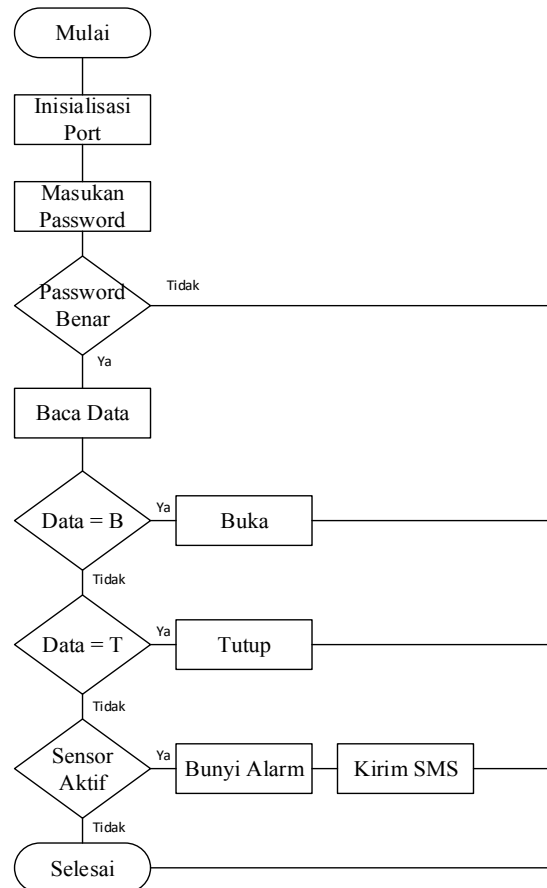 Mulai
Inisialisasi
Port
Masukan
Password
Password
Benar
Tidak
Ya
Baca Data
Data = B
Ya
Buka
Tidak
Data = T
Ya
Tutup
Tidak
Sensor
Aktif
Ya
Bunyi Alarm
Kirim SMS
Tidak
Selesai